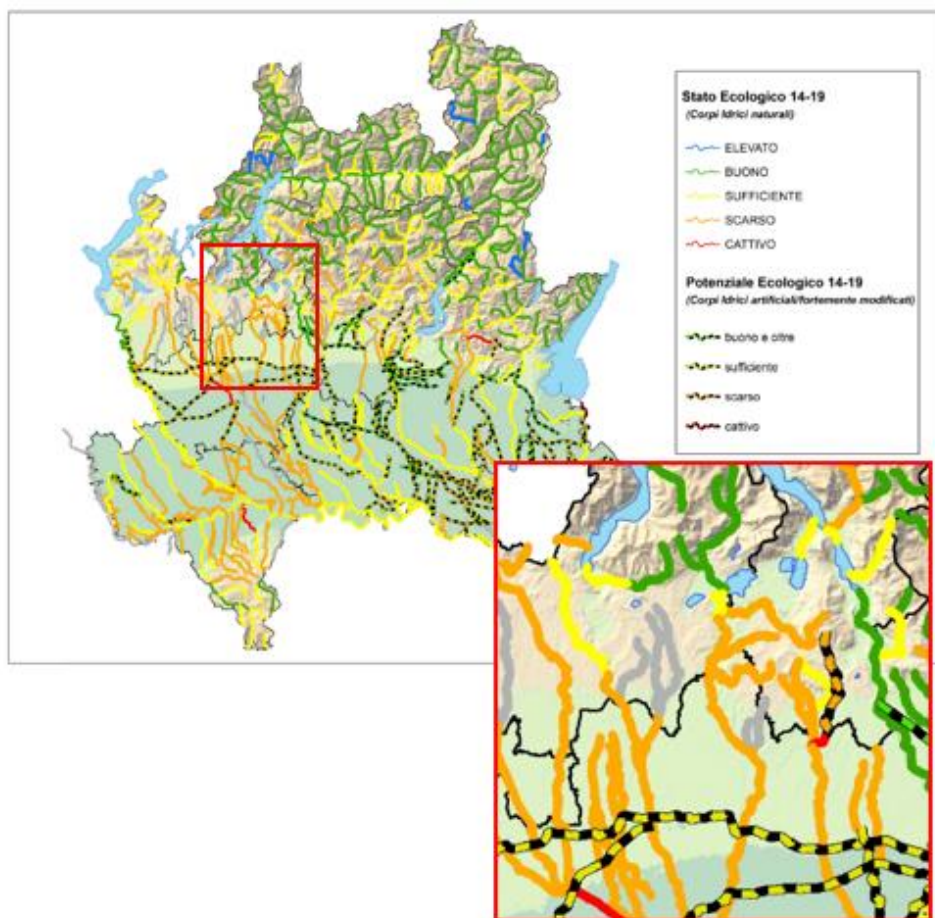 Stato Ecologico 14-19
(Corpi Idrici naturali)
ELEVATO
BUONO
SUFFICIENTE
SCARSO
CATTIVO
Potenziale Ecologico 14-19
(Corpi Idrici artificiali/fortemente modificati)
buono e oltre
sufficiente
scarso
cattivo